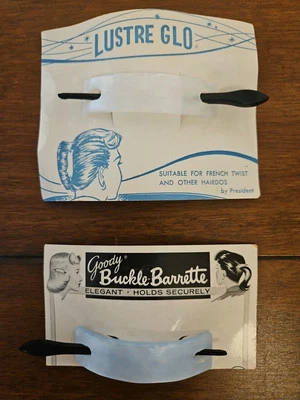 LUSTRE GLO
SUITABLE FOR FRENCH TWIST
AND OTHER HAIRDOS
by President
Goody®
Buckle-Barrette
ELEGANT • HOLDS SECURELY